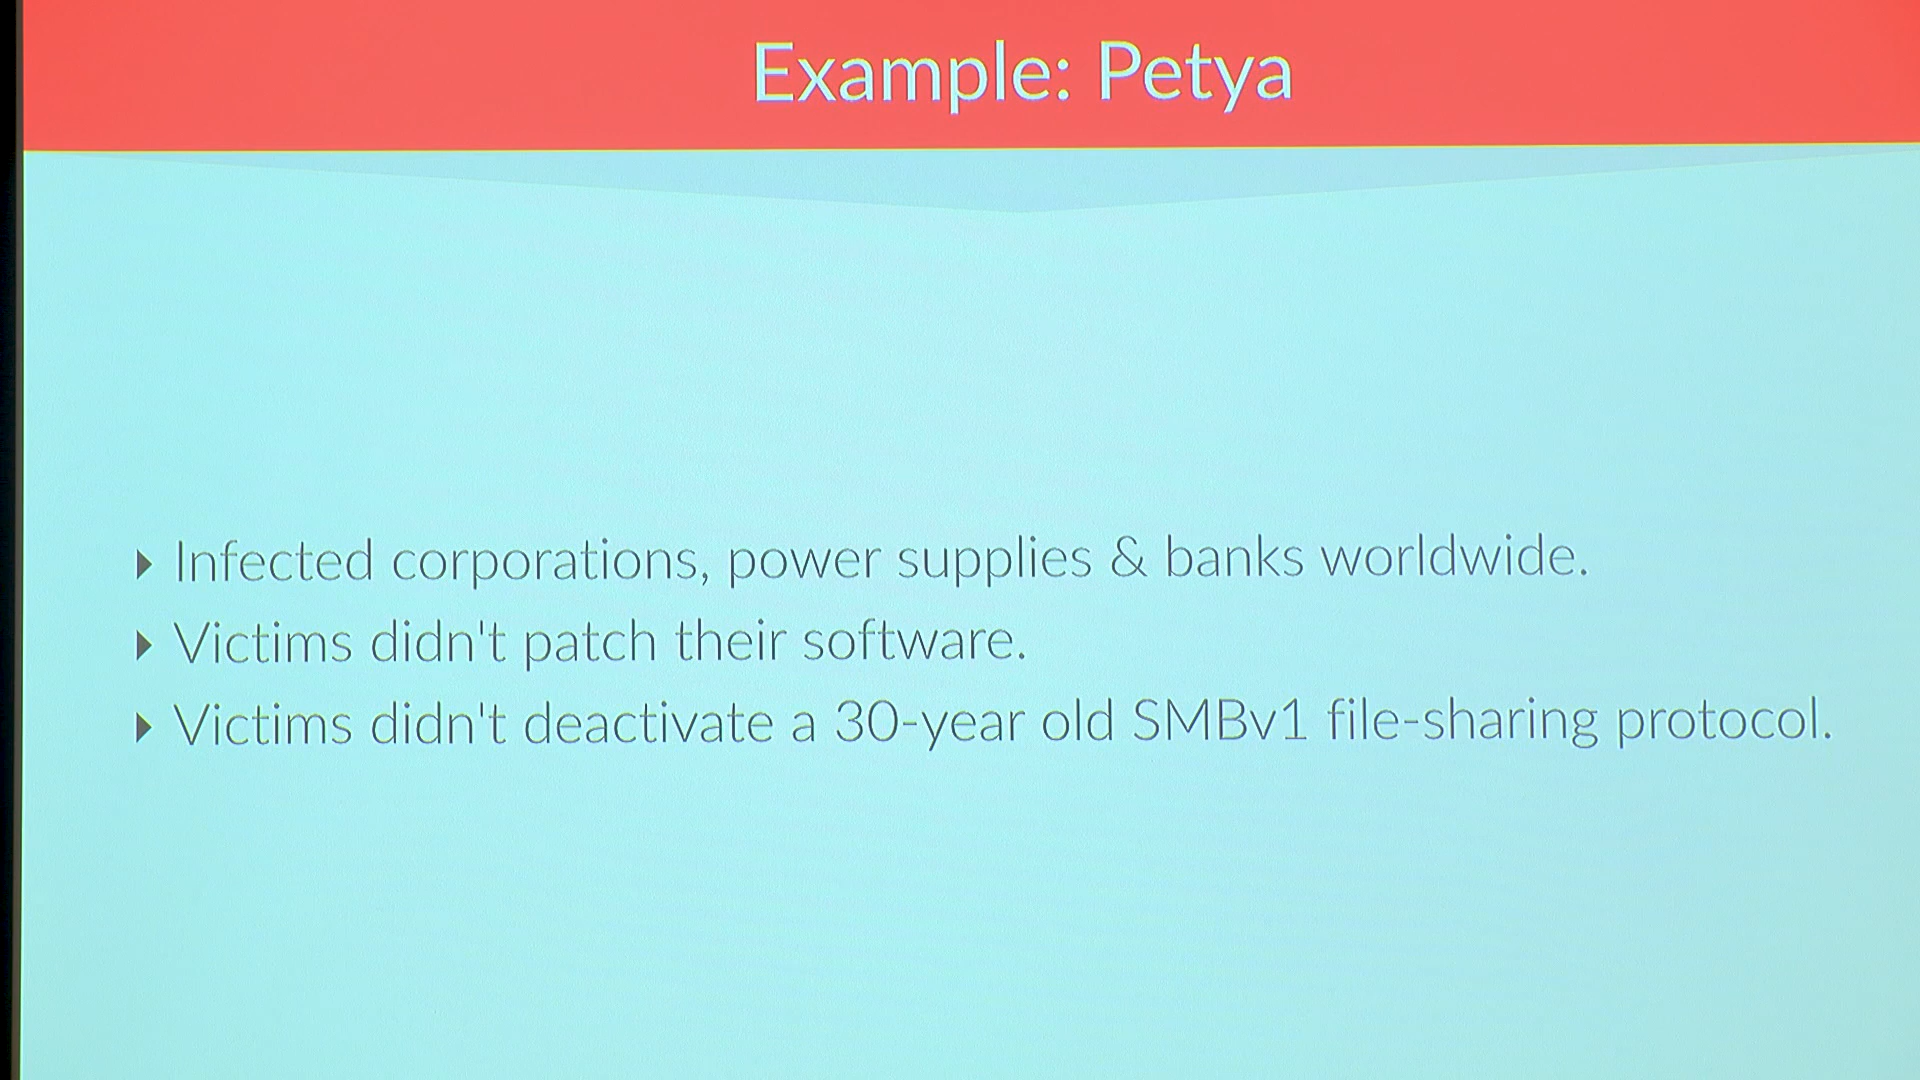 Example: Petya
Infected corporations, power supplies & banks worldwide.
Victims didn't patch their software.
Victims didn't deactivate a 30-year old SMBv1 file-sharing protocol.